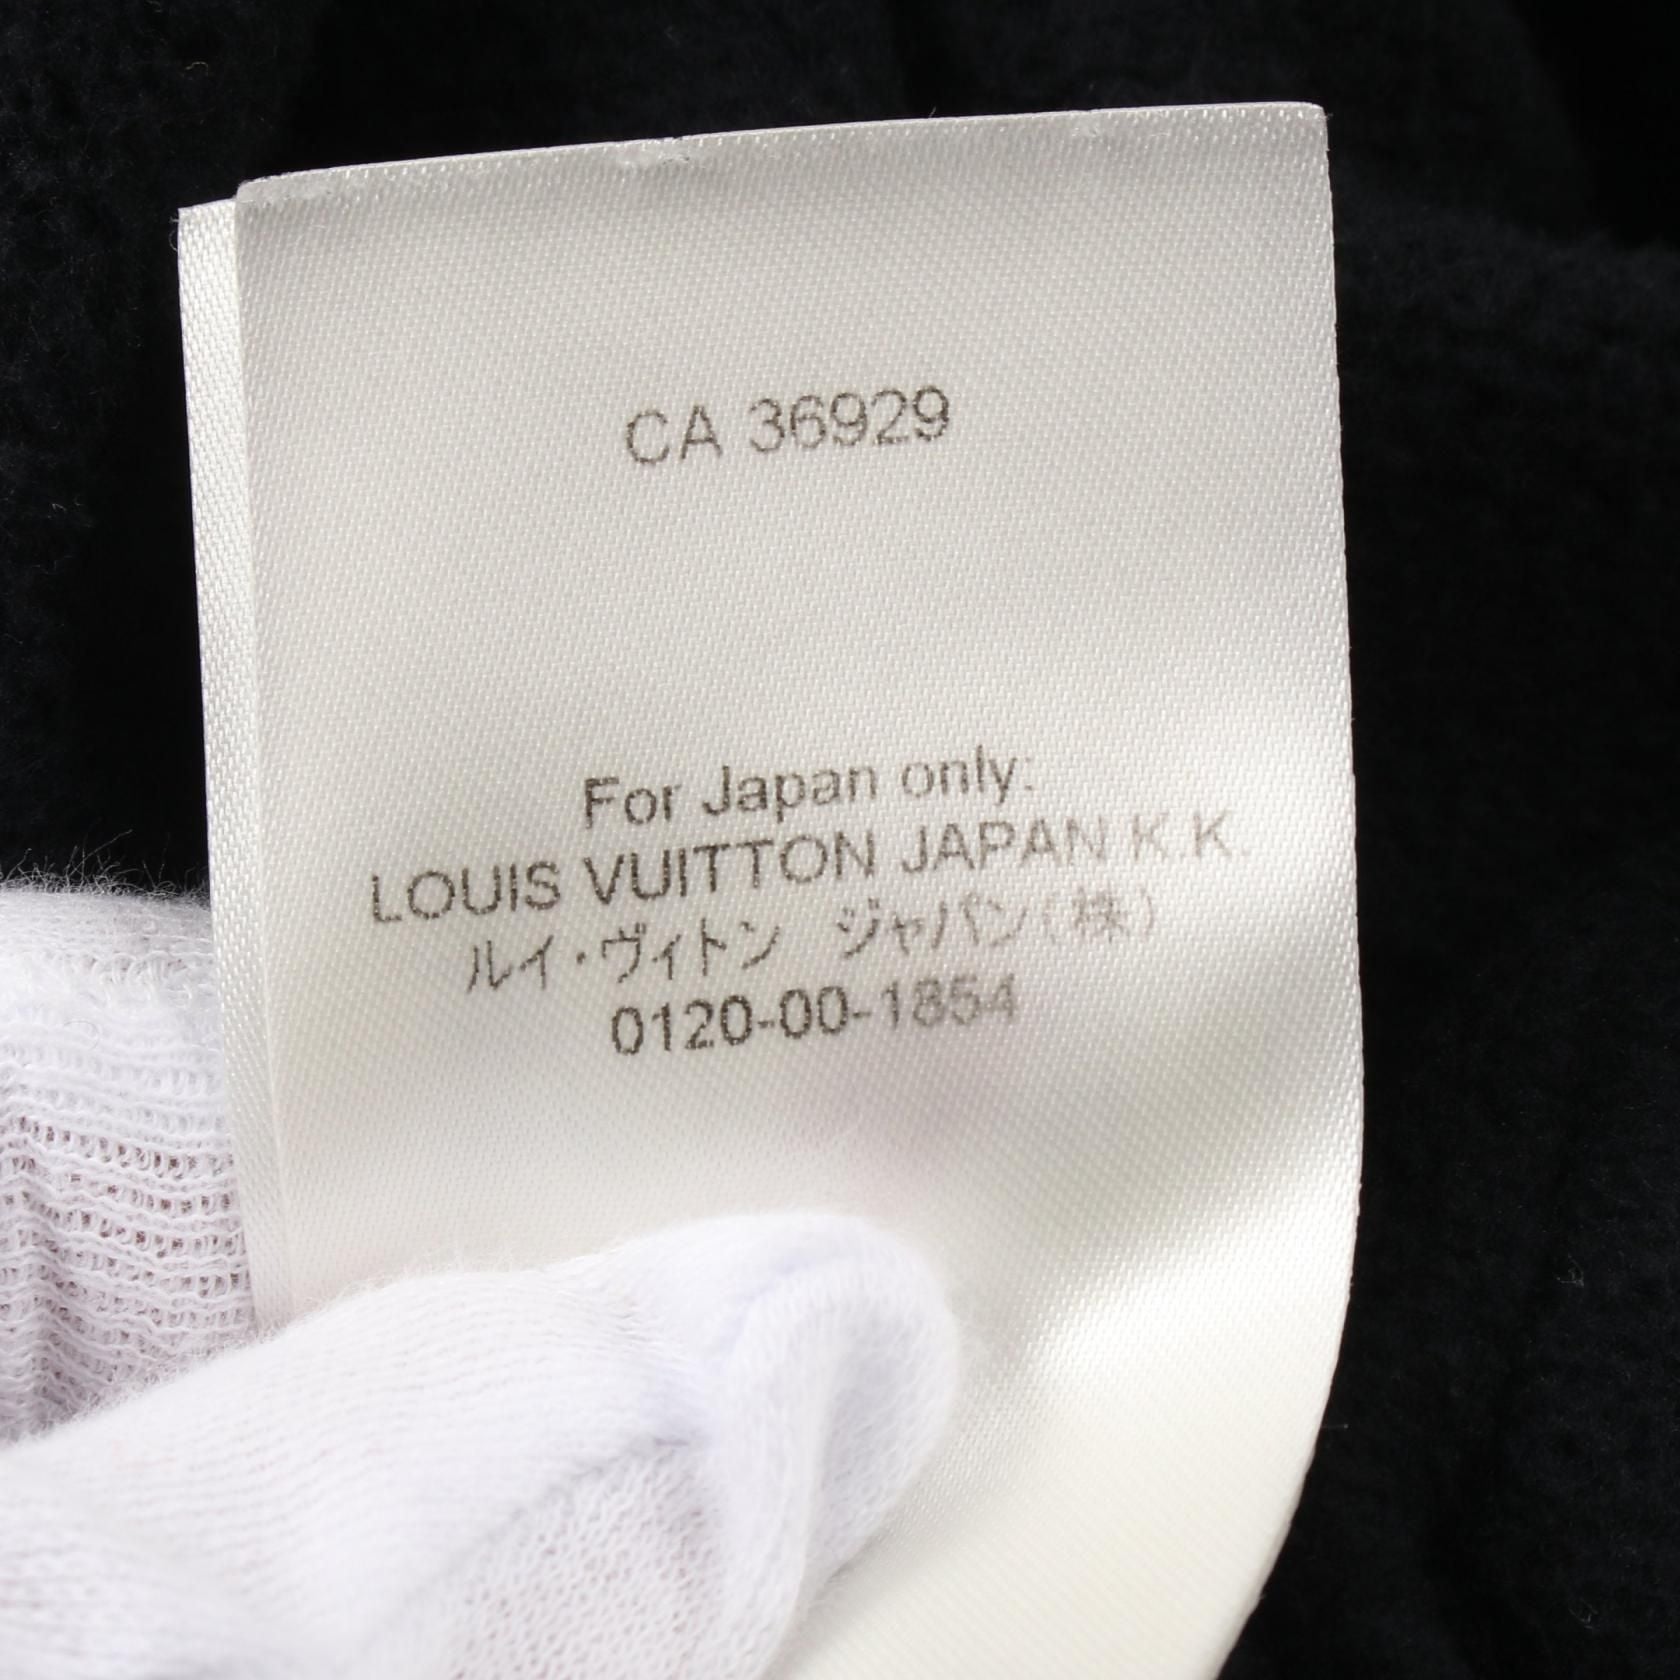 CA 36929
For Japan only:
LOUIS VUITTON JAPAN K.K.
ルイ・ヴィトン ジャパン(株)
0120-00-1854